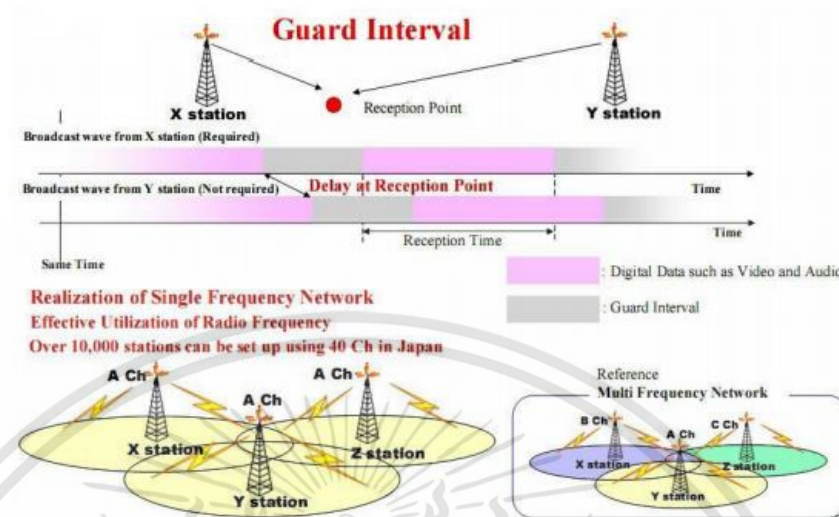 Guard Interval
X station
Reception Point
Y station
Broadcast wave from X station (Required)
Time
Broadcast wave from Y station (Not required)
Delay at Reception Point
Time
Reception Time
Same Time
: Digital Data such as Video and Audio
: Guard Interval
Realization of Single Frequency Network
Effective Utilization of Radio Frequency
Over 10,000 stations can be set up using 40 Ch in Japan
A Ch
A Ch
A Ch
X station
Z station
Y station
Reference
Multi Frequency Network
B Ch
A Ch
C Ch
X station
Z station
Y station